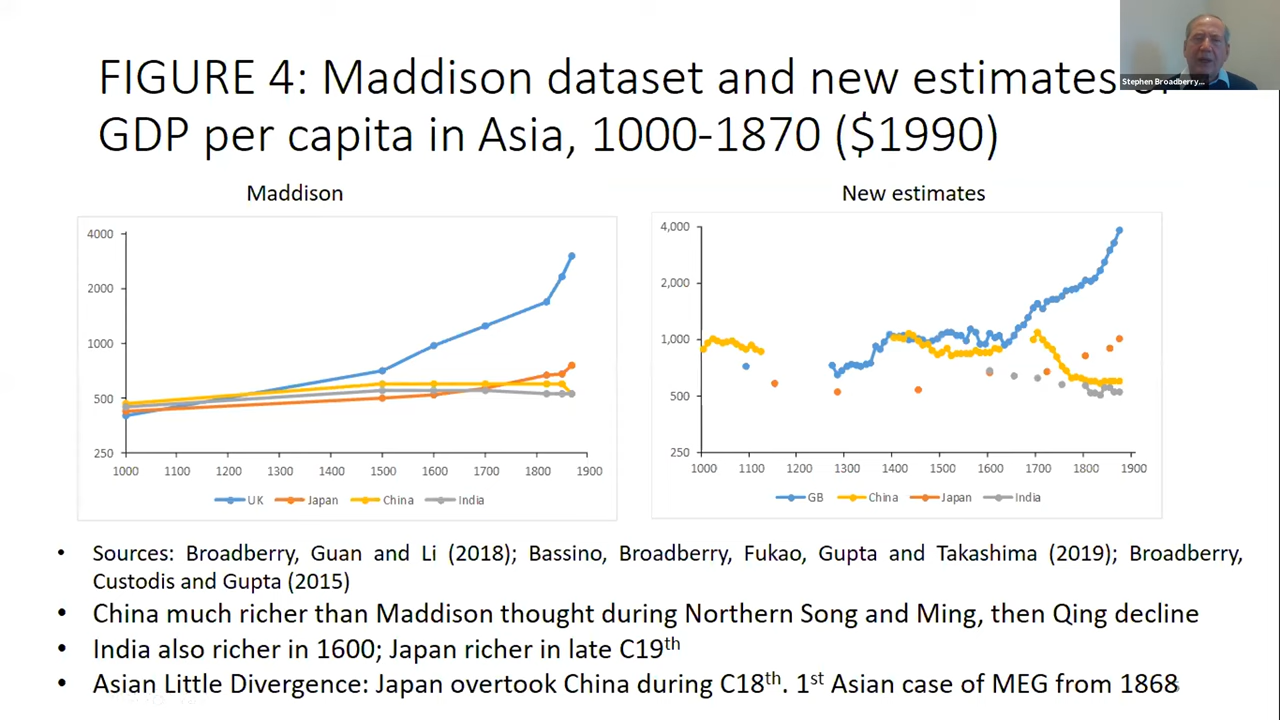 Stephen Broadberry...
FIGURE 4: Maddison dataset and new estimates
GDP per capita in Asia, 1000-1870 ($1990)
Maddison
New estimates
4000
2000
1000
500
250
1000 1100 1200 1300 1400 1500 1600 1700 1800 1900
UK Japan China India
4,000
2,000
1,000
500
250
1000 1100 1200 1300 1400 1500 1600 1700 1800 1900
GB China Japan India
• Sources: Broadberry, Guan and Li (2018); Bassino, Broadberry, Fukao, Gupta and Takashima (2019); Broadberry,
Custodis and Gupta (2015)
• China much richer than Maddison thought during Northern Song and Ming, then Qing decline
• India also richer in 1600; Japan richer in late C19th
• Asian Little Divergence: Japan overtook China during C18th. 1st Asian case of MEG from 1868